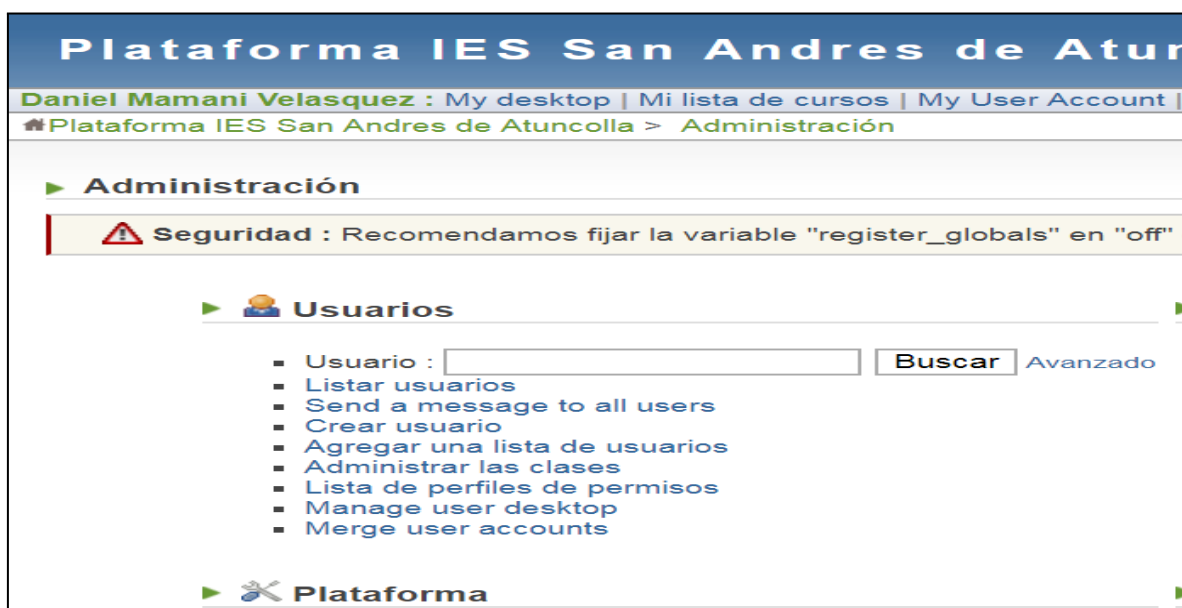 Plataforma IES San Andres de Atun
Daniel Mamani Velasquez : My desktop | Mi lista de cursos | My User Account |
Plataforma IES San Andres de Atuncolla > Administración
Administración
Seguridad : Recomendamos fijar la variable "register_globals" en "off"
Usuarios
Usuario : Buscar Avanzado
Listar usuarios
Send a message to all users
Crear usuario
Agregar una lista de usuarios
Administrar las clases
Lista de perfiles de permisos
Manage user desktop
Merge user accounts
Plataforma